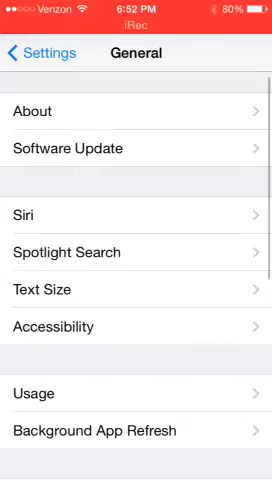 Verizon 6:52 PM 80%
iRec
Settings General
About
Software Update
Siri
Spotlight Search
Text Size
Accessibility
Usage
Background App Refresh